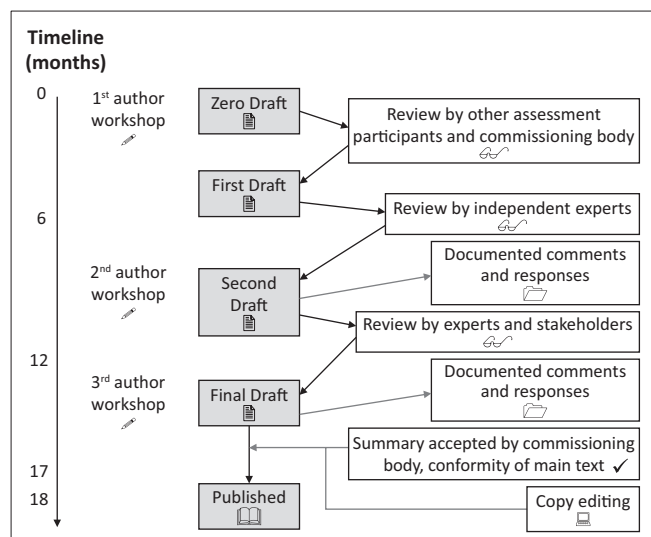 Timeline
(months)
0
1st author
workshop
Zero Draft
Review by other assessment
participants and commissioning body
First Draft
6
Review by independent experts
2nd author
workshop
Second
Draft
Documented comments
and responses
Review by experts and stakeholders
12
3rd author
workshop
Final Draft
Documented comments
and responses
Summary accepted by commissioning
body, conformity of main text ✓
17
18
Published
Copy editing